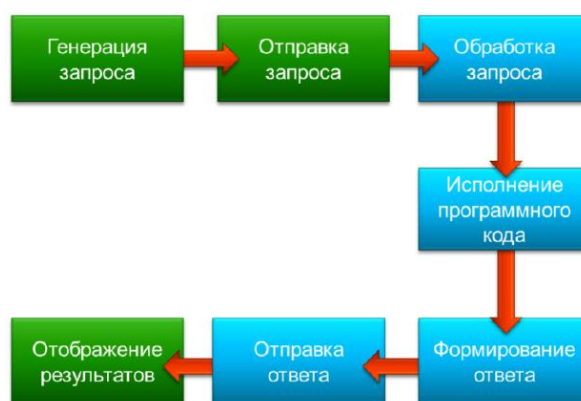 Генерация
запроса
Отправка
запроса
Обработка
запроса
Исполнение
программного
кода
Формирование
ответа
Отправка
ответа
Отображение
результатов